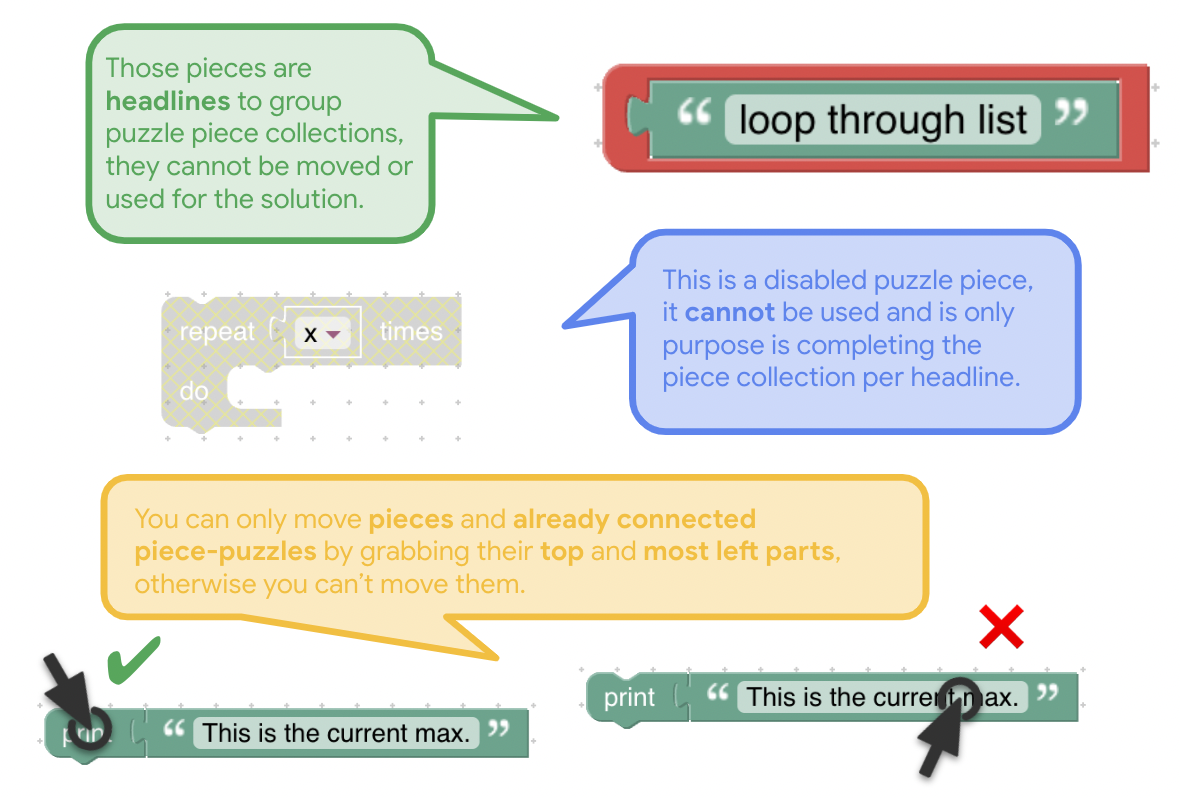 Those pieces are
headlines to group
puzzle piece collections,
they cannot be moved or
used for the solution.
“ loop through list ”
This is a disabled puzzle piece,
it cannot be used and is only
purpose is completing the
piece collection per headline.
repeat x times
do
You can only move pieces and already connected
piece-puzzles by grabbing their top and most left parts,
otherwise you can’t move them.
print “ This is the current max. ”
print “ This is the current max. ”